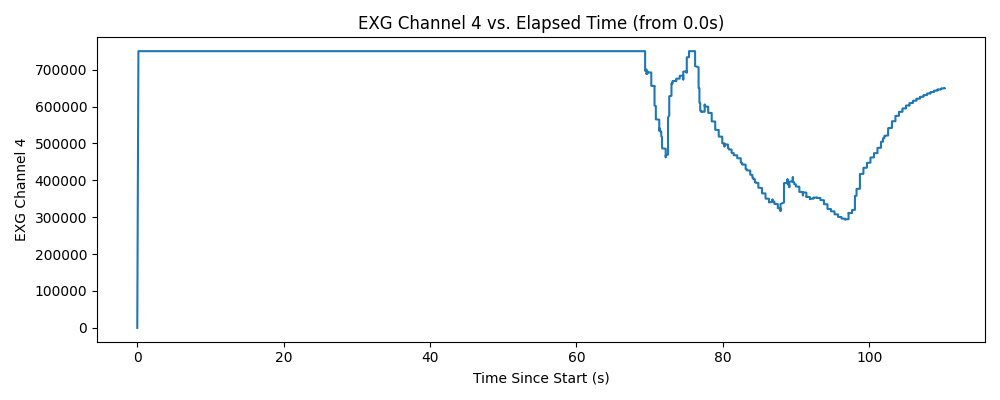 EXG Channel 4 vs. Elapsed Time (from 0.0s)
EXG Channel 4
700000
600000
500000
400000
300000
200000
100000
0
0 20 40 60 80 100
Time Since Start (s)